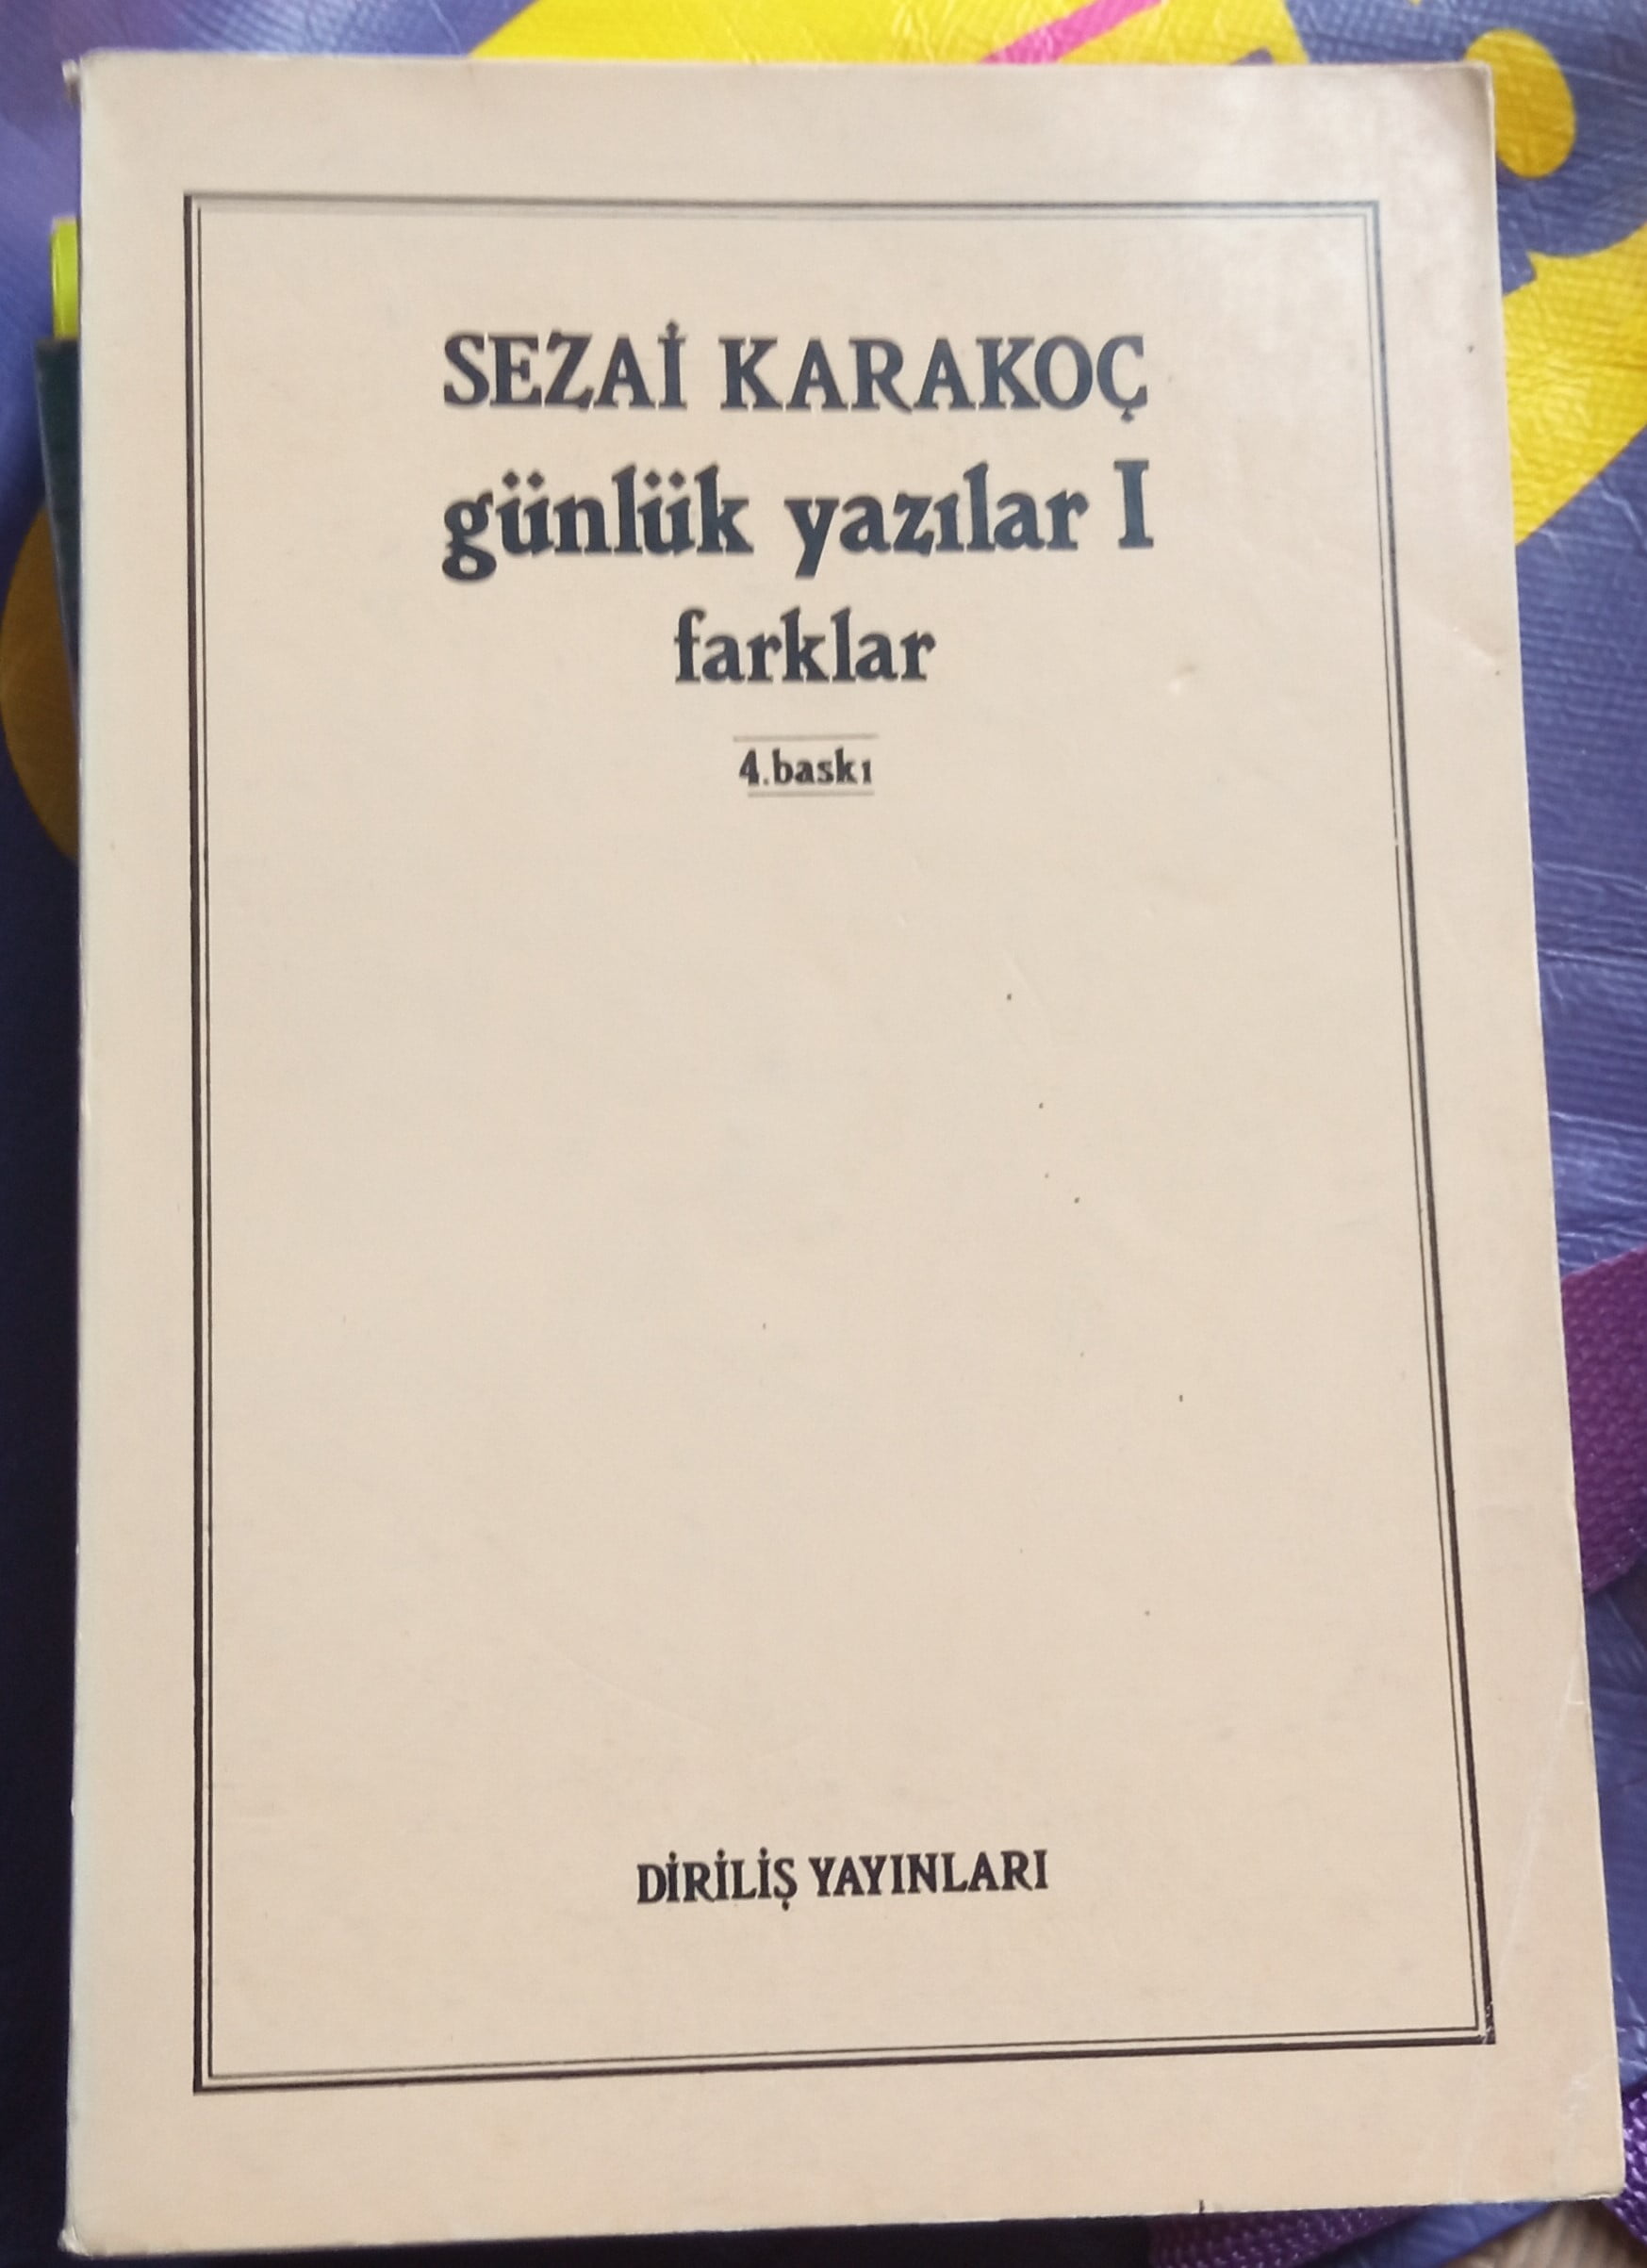 SEZAİ KARAKOÇ
günlük yazılar I
farklar
4.baskı
DİRİLİŞ YAYINLARI